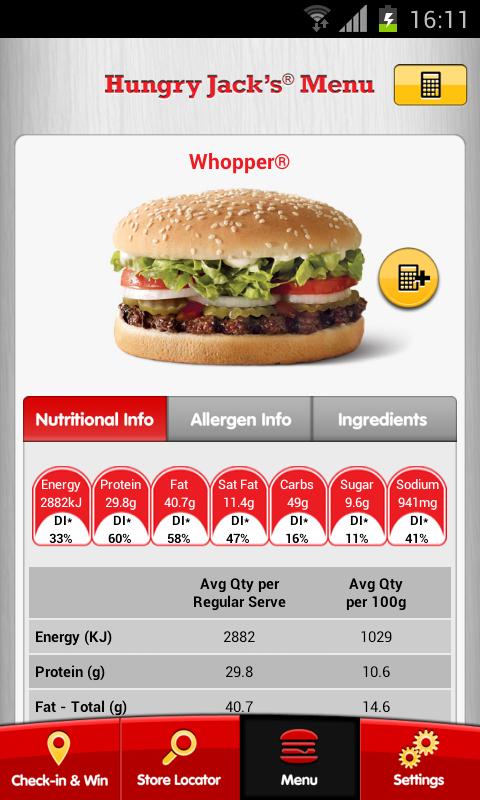 16:11
Hungry Jack's® Menu
Whopper®
Nutritional Info Allergen Info Ingredients
Energy Protein Fat Sat Fat Carbs Sugar Sodium
2882kJ 29.8g 40.7g 11.4g 49g 9.6g 941mg
DI* DI* DI* DI* DI* DI* DI*
33% 60% 58% 47% 16% 11% 41%
Avg Qty per Avg Qty
Regular Serve per 100g
Energy (KJ) 2882 1029
Protein (g) 29.8 10.6
Fat - Total (g) 40.7 14.6
Check-in & Win Store Locator Menu Settings